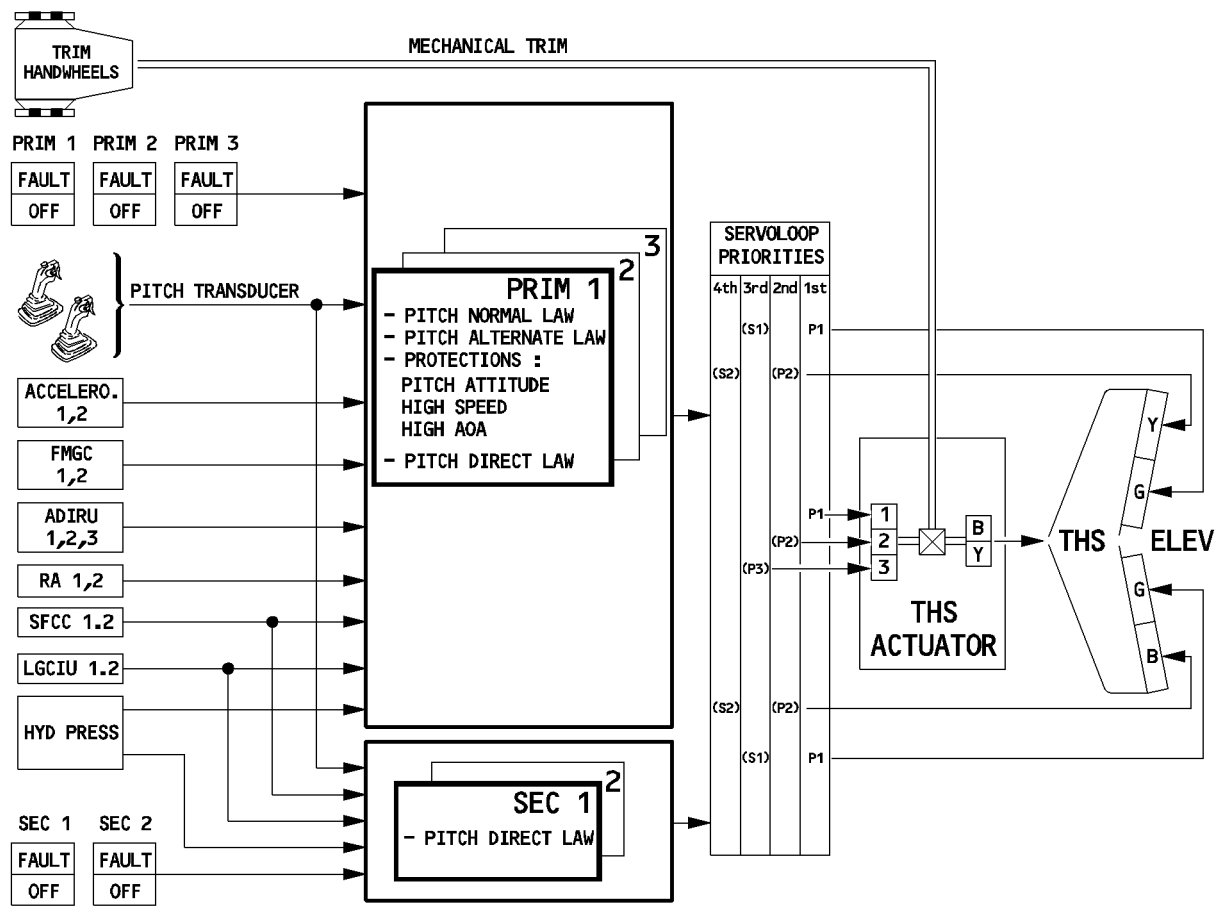 TRIM
HANDWHEELS
MECHANICAL TRIM
PRIM 1 PRIM 2 PRIM 3
FAULT FAULT FAULT
OFF OFF OFF
PITCH TRANSDUCER
ACCELERO.
1,2
FMGC
1,2
ADIRU
1,2,3
RA 1,2
SFCC 1.2
LGCIU 1.2
HYD PRESS
SEC 1 SEC 2
FAULT FAULT
OFF OFF
3
2
PRIM 1
- PITCH NORMAL LAW
- PITCH ALTERNATE LAW
- PROTECTIONS :
PITCH ATTITUDE
HIGH SPEED
HIGH AOA
- PITCH DIRECT LAW
2
SEC 1
- PITCH DIRECT LAW
SERVOLOOP
PRIORITIES
4th 3rd 2nd 1st
(S1) P1
(S2) (P2)
P1
(P2)
(P3)
(S2) (P2)
(S1) P1
1
2
3
B
Y
THS
ACTUATOR
THS
ELEV
Y
G
G
B